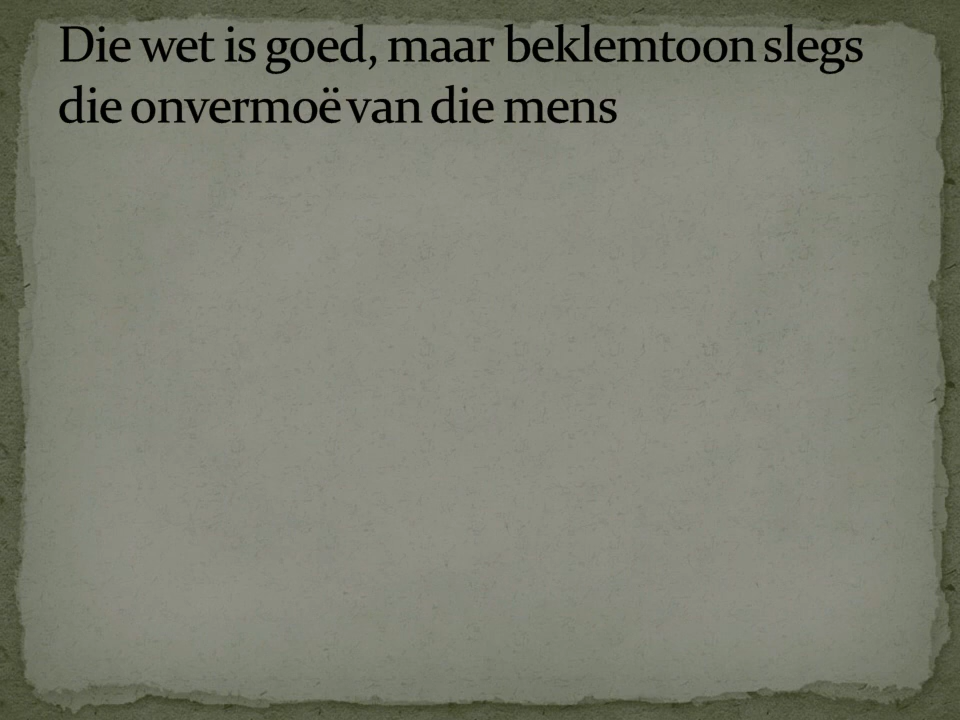 Die wet is goed, maar beklemtoon slegs
die onvermoë van die mens